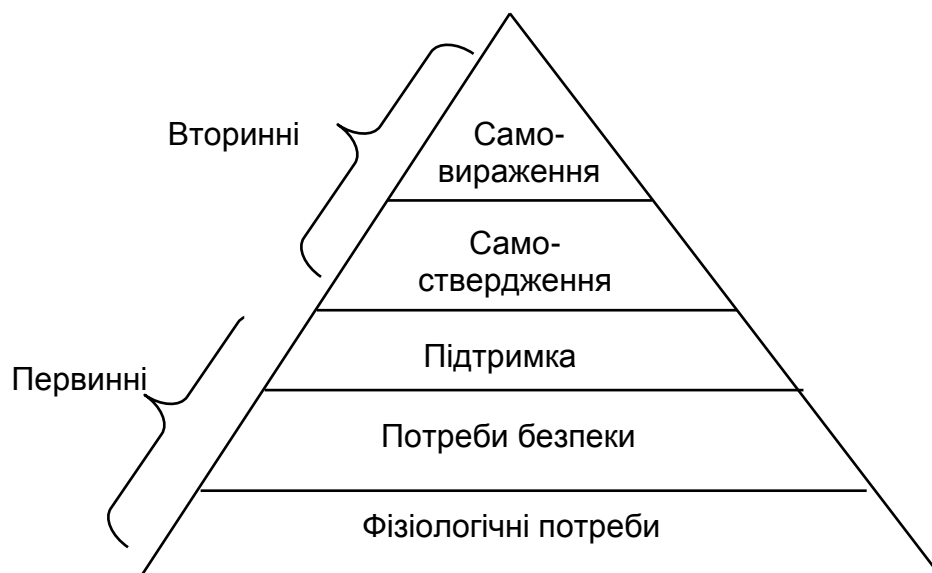 Вторинні
Само-
вираження
Само-
ствердження
Підтримка
Первинні
Потреби безпеки
Фізіологічні потреби